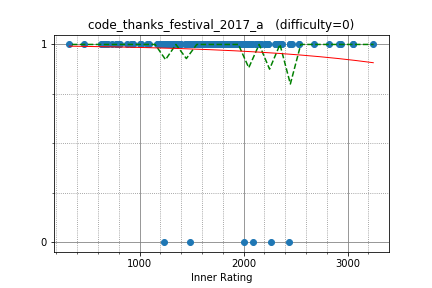 code_thanks_festival_2017_a   (difficulty=0)
1
0
1000 2000 3000
Inner Rating